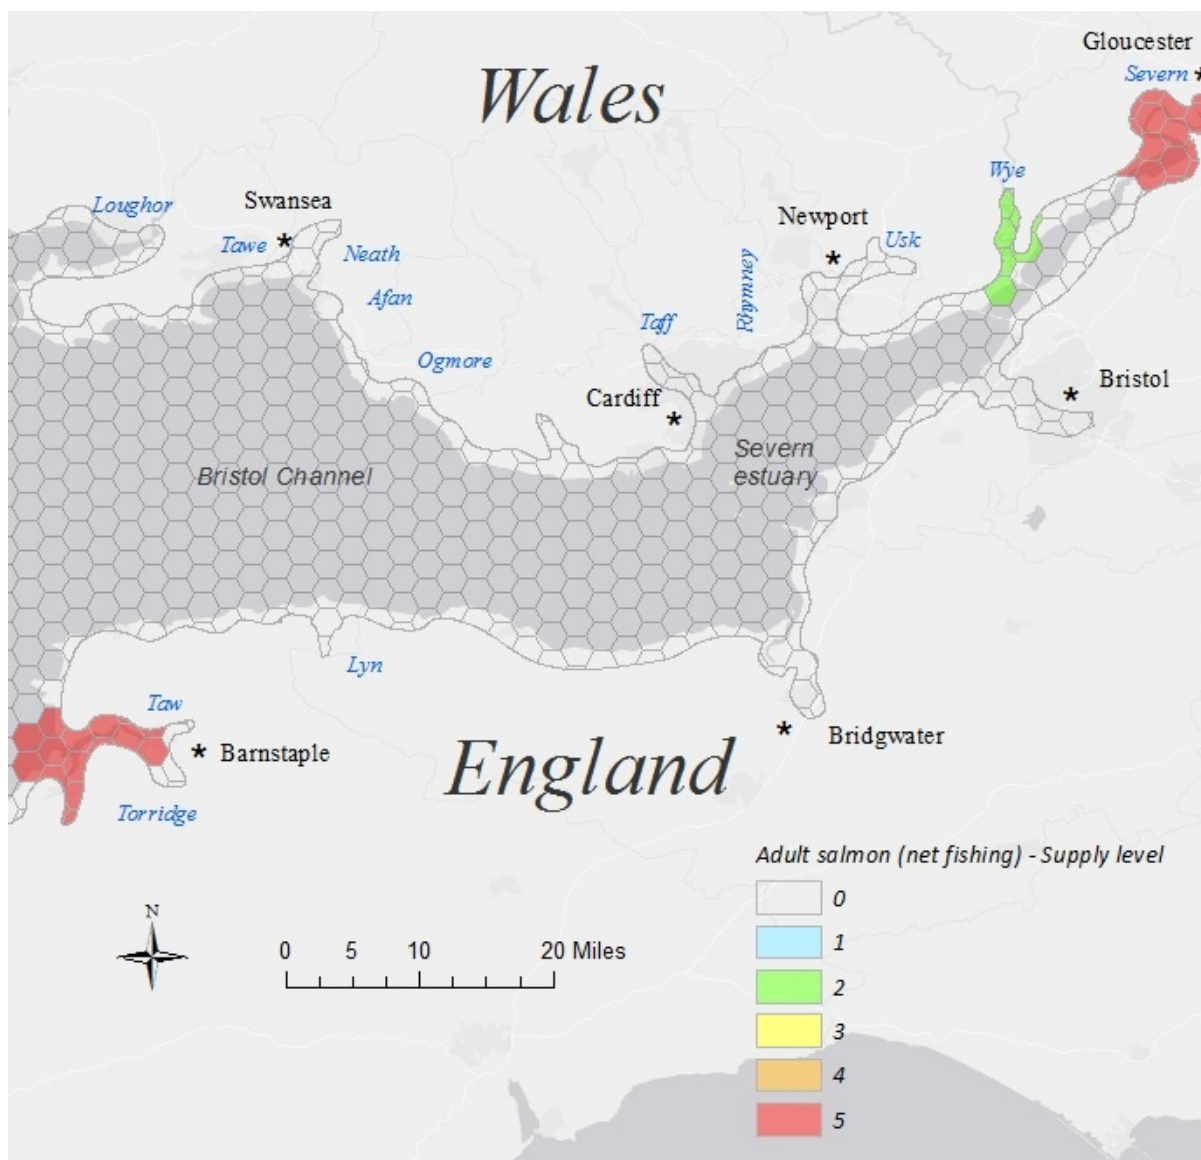 Gloucester
Severn *
Wales
Wye
Loughor
Swansea
*
Tawe
Neath
Afan
Newport
*
Usk
Rhymney
Taff
Ogmore
Cardiff
*
Bristol
*
Bristol Channel
Severn
estuary
Lyn
Taw
* Barnstaple
Torridge
England
* Bridgwater
Adult salmon (net fishing) - Supply level
0
1
2
3
4
5
N
0 5 10 20 Miles